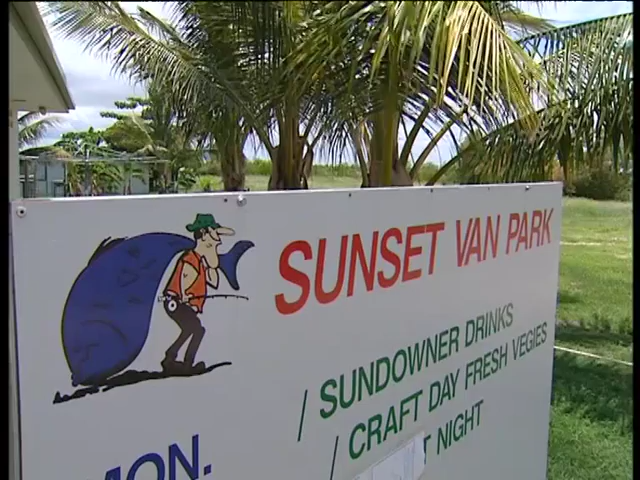 SUNSET VAN PARK
/ SUNDOWNER DRINKS
MON. / CRAFT DAY FRESH VEGIES
NIGHT